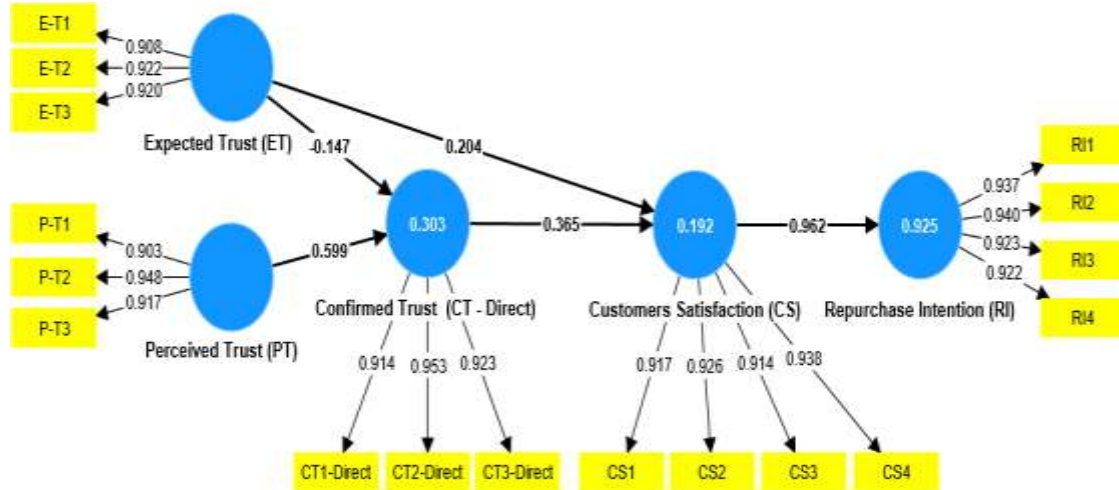 E-T1
0.908
E-T2
0.922
E-T3
0.920
Expected Trust (ET)
-0.147
0.204
P-T1
0.903
P-T2
0.948
P-T3
0.917
Perceived Trust (PT)
0.599
0.303
Confirmed Trust (CT - Direct)
0.365
0.192
Customers Satisfaction (CS)
0.962
0.925
Repurchase Intention (RI)
RI1
0.937
RI2
0.940
RI3
0.923
RI4
0.922
0.914
0.953
0.923
0.917
0.926
0.914
0.938
CT1-Direct
CT2-Direct
CT3-Direct
CS1
CS2
CS3
CS4